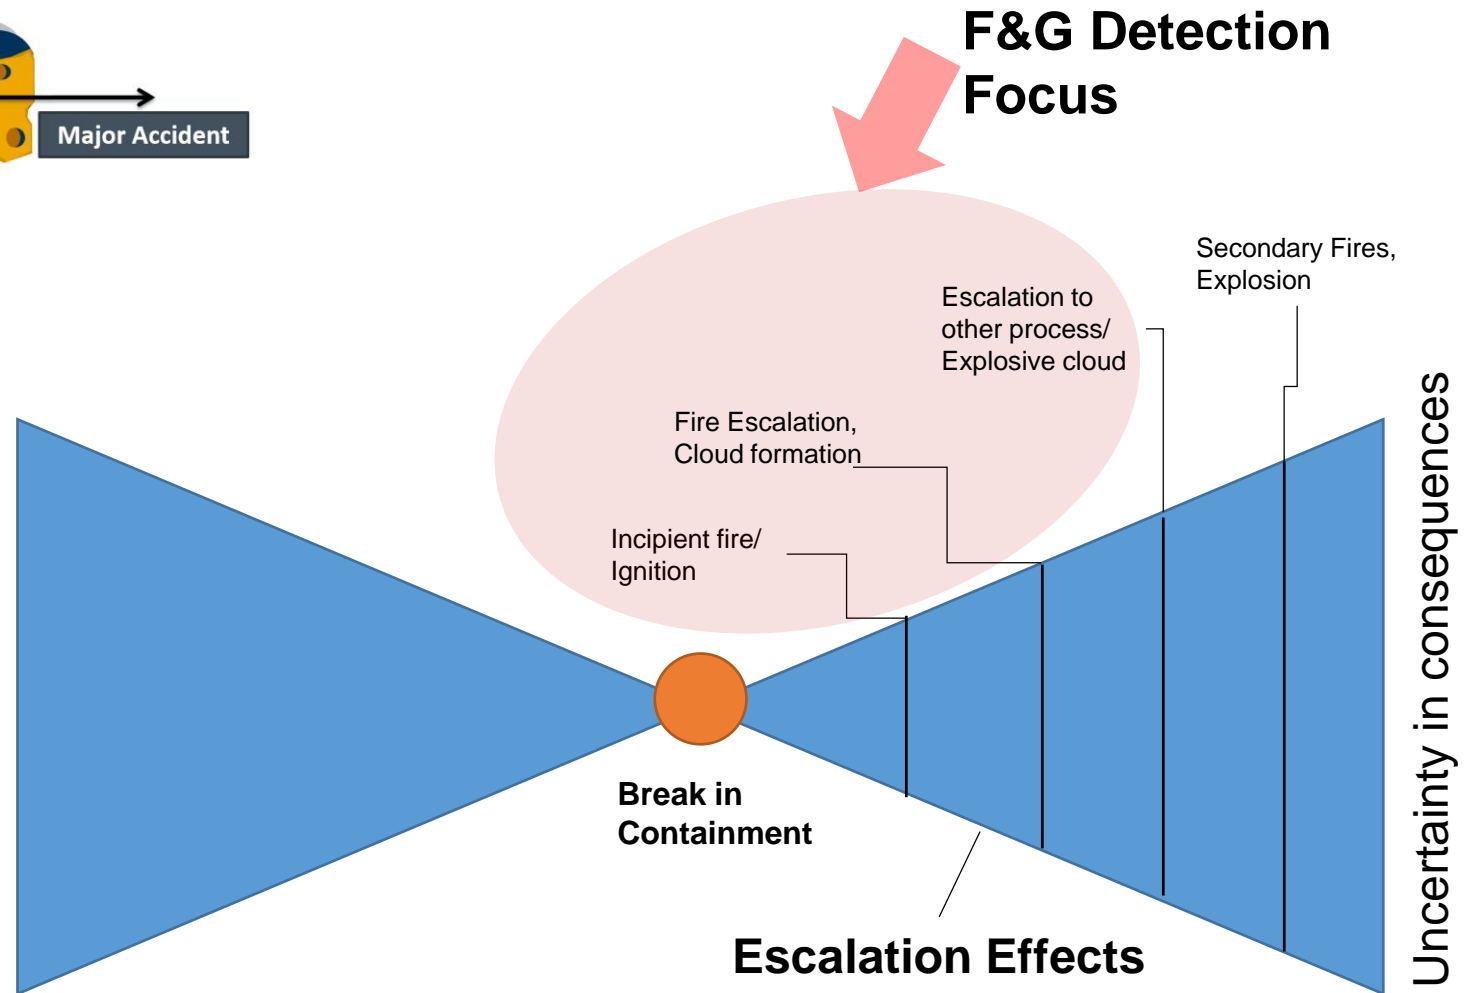 F&G Detection
Focus
Major Accident
Secondary Fires,
Explosion
Escalation to
other process/
Explosive cloud
Fire Escalation,
Cloud formation
Incipient fire/
Ignition
Uncertainty in consequences
Break in
Containment
Escalation Effects